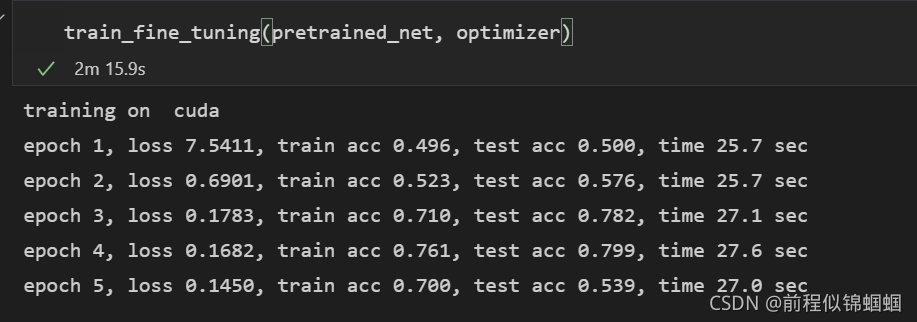 train_fine_tuning(pretrained_net, optimizer)
2m 15.9s
training on  cuda
epoch 1, loss 7.5411, train acc 0.496, test acc 0.500, time 25.7 sec
epoch 2, loss 0.6901, train acc 0.523, test acc 0.576, time 25.7 sec
epoch 3, loss 0.1783, train acc 0.710, test acc 0.782, time 27.1 sec
epoch 4, loss 0.1682, train acc 0.761, test acc 0.799, time 27.6 sec
epoch 5, loss 0.1450, train acc 0.700, test acc 0.539, time 27.0 sec
CSDN @前程似锦蝈蝈